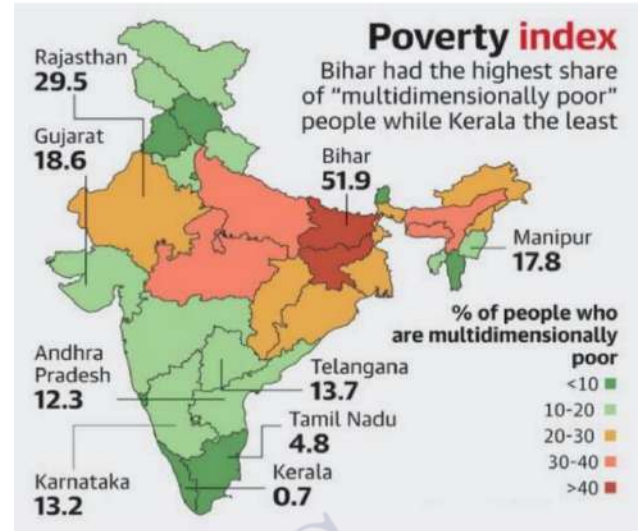 Poverty index
Bihar had the highest share
of “multidimensionally poor”
people while Kerala the least
Rajasthan
29.5
Gujarat
18.6
Bihar
51.9
Manipur
17.8
% of people who
are multidimensionally
poor
<10
10-20
20-30
30-40
>40
Andhra
Pradesh
12.3
Telangana
13.7
Tamil Nadu
4.8
Karnataka
13.2
Kerala
0.7